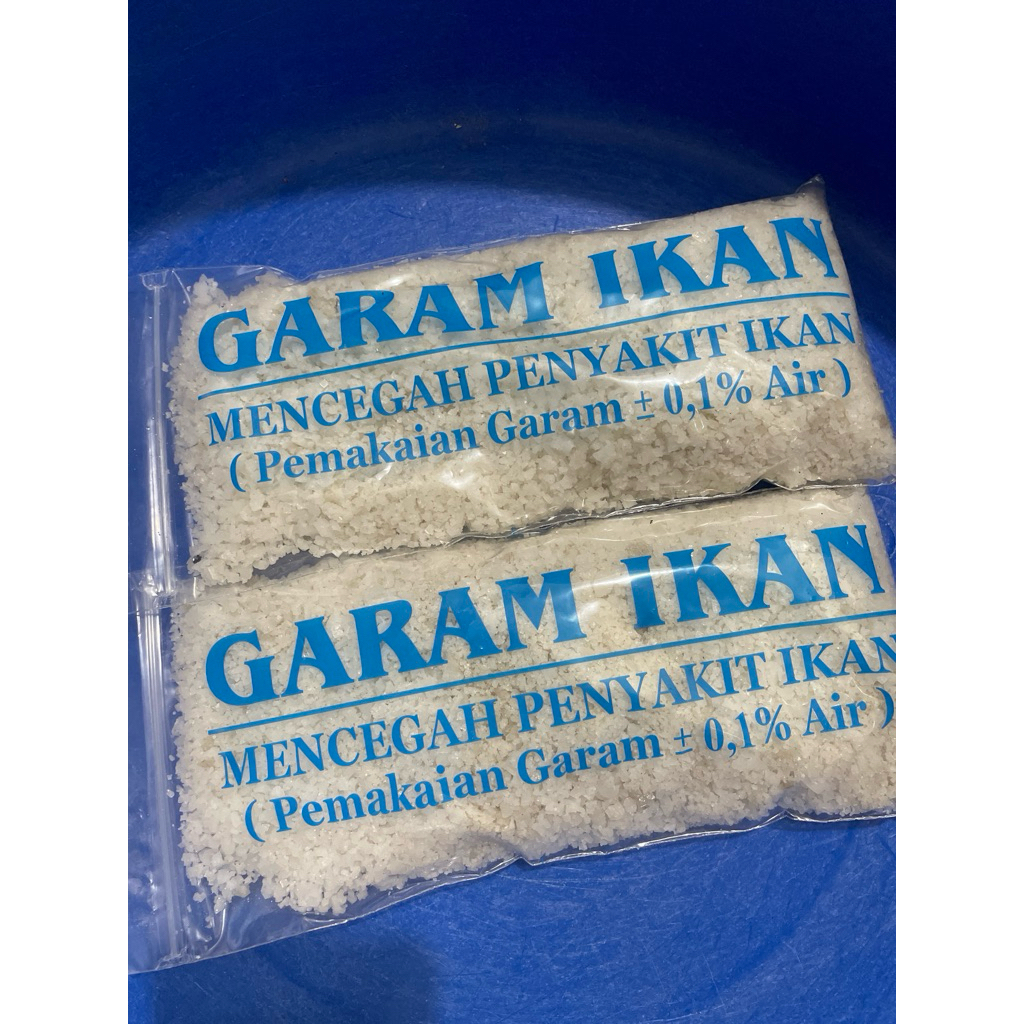 GARAM IKAN
MENCEGAH PENYAKIT IKAN
( Pemakaian Garam ± 0,1% Air )
GARAM IKAN
MENCEGAH PENYAKIT IKAN
( Pemakaian Garam ± 0,1% Air )